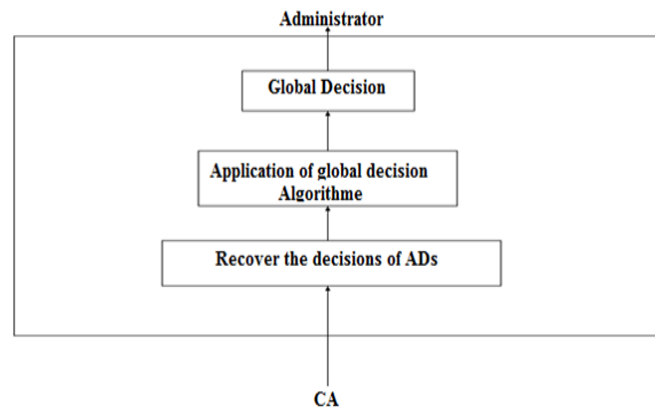 Administrator
Global Decision
Application of global decision
Algorithme
Recover the decisions of ADs
CA